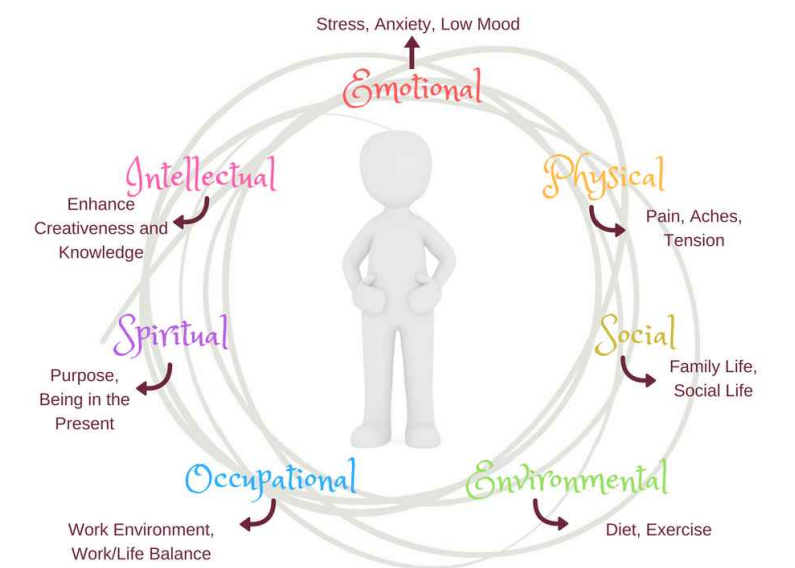 Stress, Anxiety, Low Mood
Emotional
Intellectual
Enhance
Creativeness and
Knowledge
Physical
Pain, Aches,
Tension
Spiritual
Purpose,
Being in the
Present
Social
Family Life,
Social Life
Occupational
Work Environment,
Work/Life Balance
Environmental
Diet, Exercise